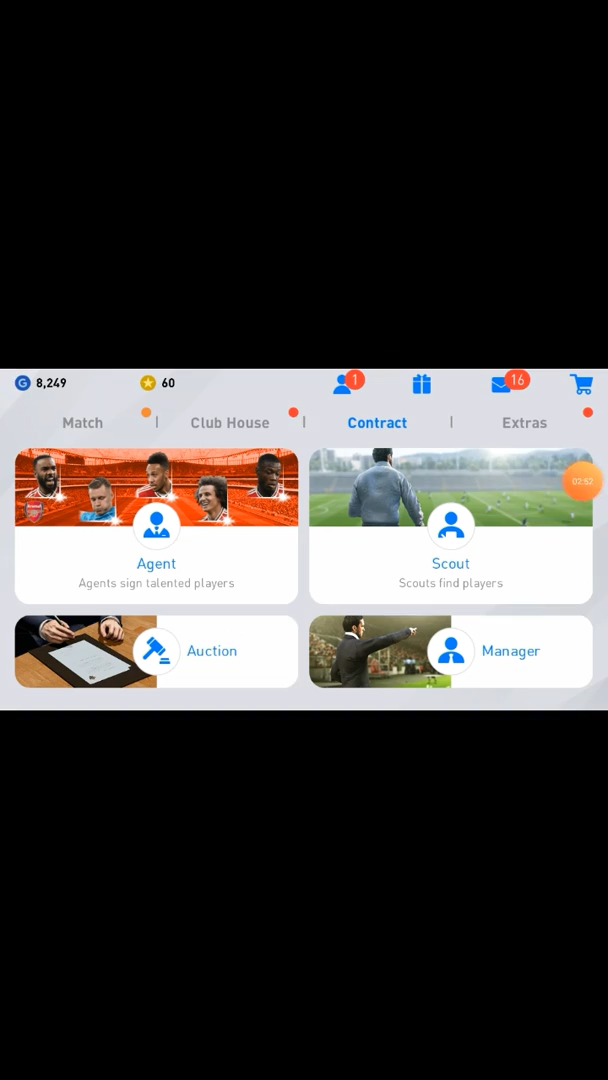 G 8,249 60 1 16
Match | Club House | Contract | Extras
Arsenal
02:52
Agent
Agents sign talented players
Scout
Scouts find players
Auction
Manager